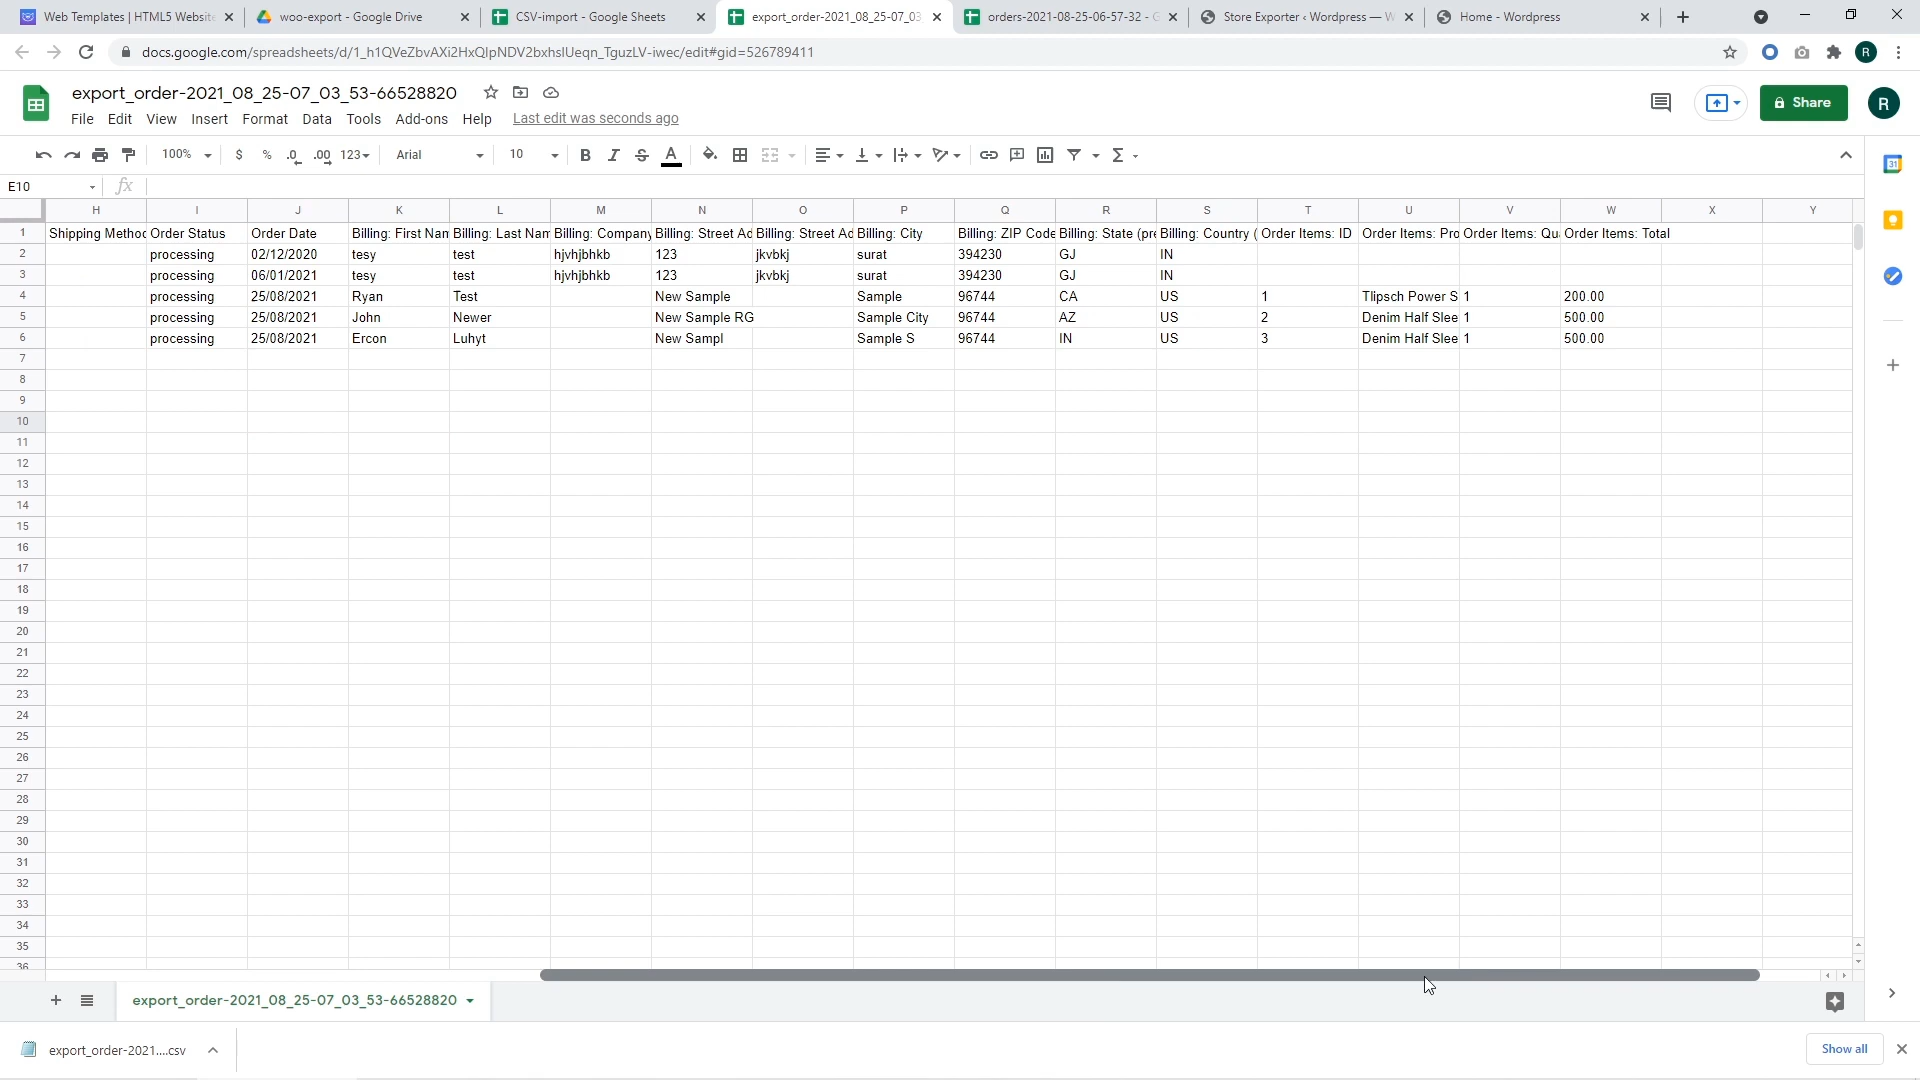 Web Templates | HTML5 Website
woo-export - Google Drive
CSV-import - Google Sheets
export_order-2021_08_25-07_03
orders-2021-08-25-06-57-32 - G
Store Exporter ‹ Wordpress — W
Home - Wordpress
docs.google.com/spreadsheets/d/1_h1QVeZbvAXi2HxQlpNDV2bxhslUeqn_TguzLV-iwec/edit#gid=526789411
R
export_order-2021_08_25-07_03_53-66528820
File Edit View Insert Format Data Tools Add-ons Help Last edit was seconds ago
Share
R
100% $ % .0 .00 123 Arial 10 B I S A Σ
31
E10 fx
H I J K L M N O P Q R S T U V W X Y
1 Shipping Method Order Status Order Date Billing: First Nam Billing: Last Nam Billing: Company Billing: Street Ad Billing: Street Ad Billing: City Billing: ZIP Code Billing: State (pre Billing: Country ( Order Items: ID Order Items: Pro Order Items: Qu Order Items: Total
2 processing 02/12/2020 tesy test hjvhjbhkb 123 jkvbkj surat 394230 GJ IN
3 processing 06/01/2021 tesy test hjvhjbhkb 123 jkvbkj surat 394230 GJ IN
4 processing 25/08/2021 Ryan Test New Sample Sample 96744 CA US 1 Tlipsch Power S 1 200.00
5 processing 25/08/2021 John Newer New Sample RG Sample City 96744 AZ US 2 Denim Half Slee 1 500.00
6 processing 25/08/2021 Ercon Luhyt New Sampl Sample S 96744 IN US 3 Denim Half Slee 1 500.00
7
8
9
10
11
12
13
14
15
16
17
18
19
20
21
22
23
24
25
26
27
28
29
30
31
32
33
34
35
36
export_order-2021_08_25-07_03_53-66528820
export_order-2021....csv
Show all